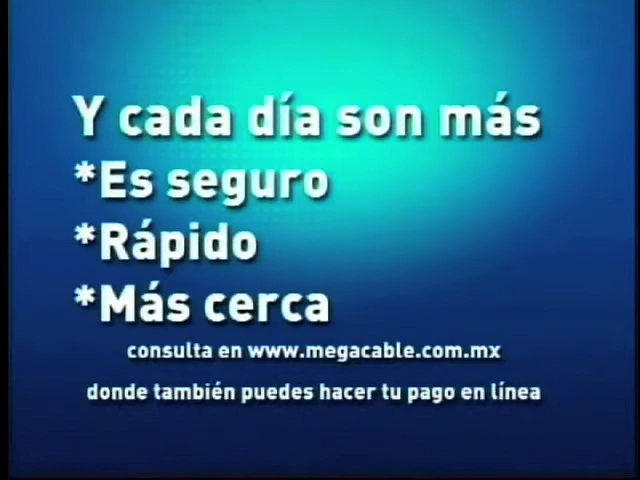 Y cada día son más
*Es seguro
*Rápido
*Más cerca
consulta en www.megacable.com.mx
donde también puedes hacer tu pago en línea